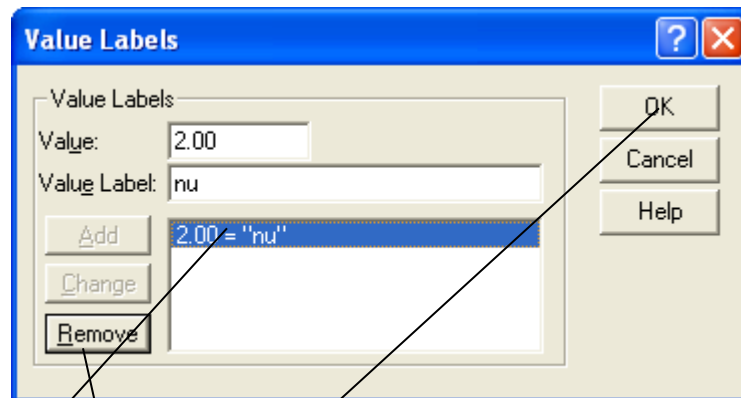 Value Labels
Value Labels
Value: 2.00
OK
Value Label: nu
Cancel
Add
2.00 = "nu"
Help
Change
Remove